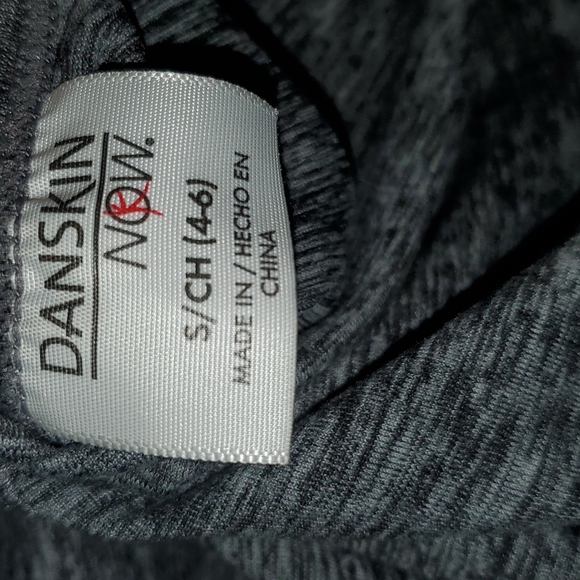 DANSKIN
NOW.
S/CH (4-6)
MADE IN / HECHO EN
CHINA